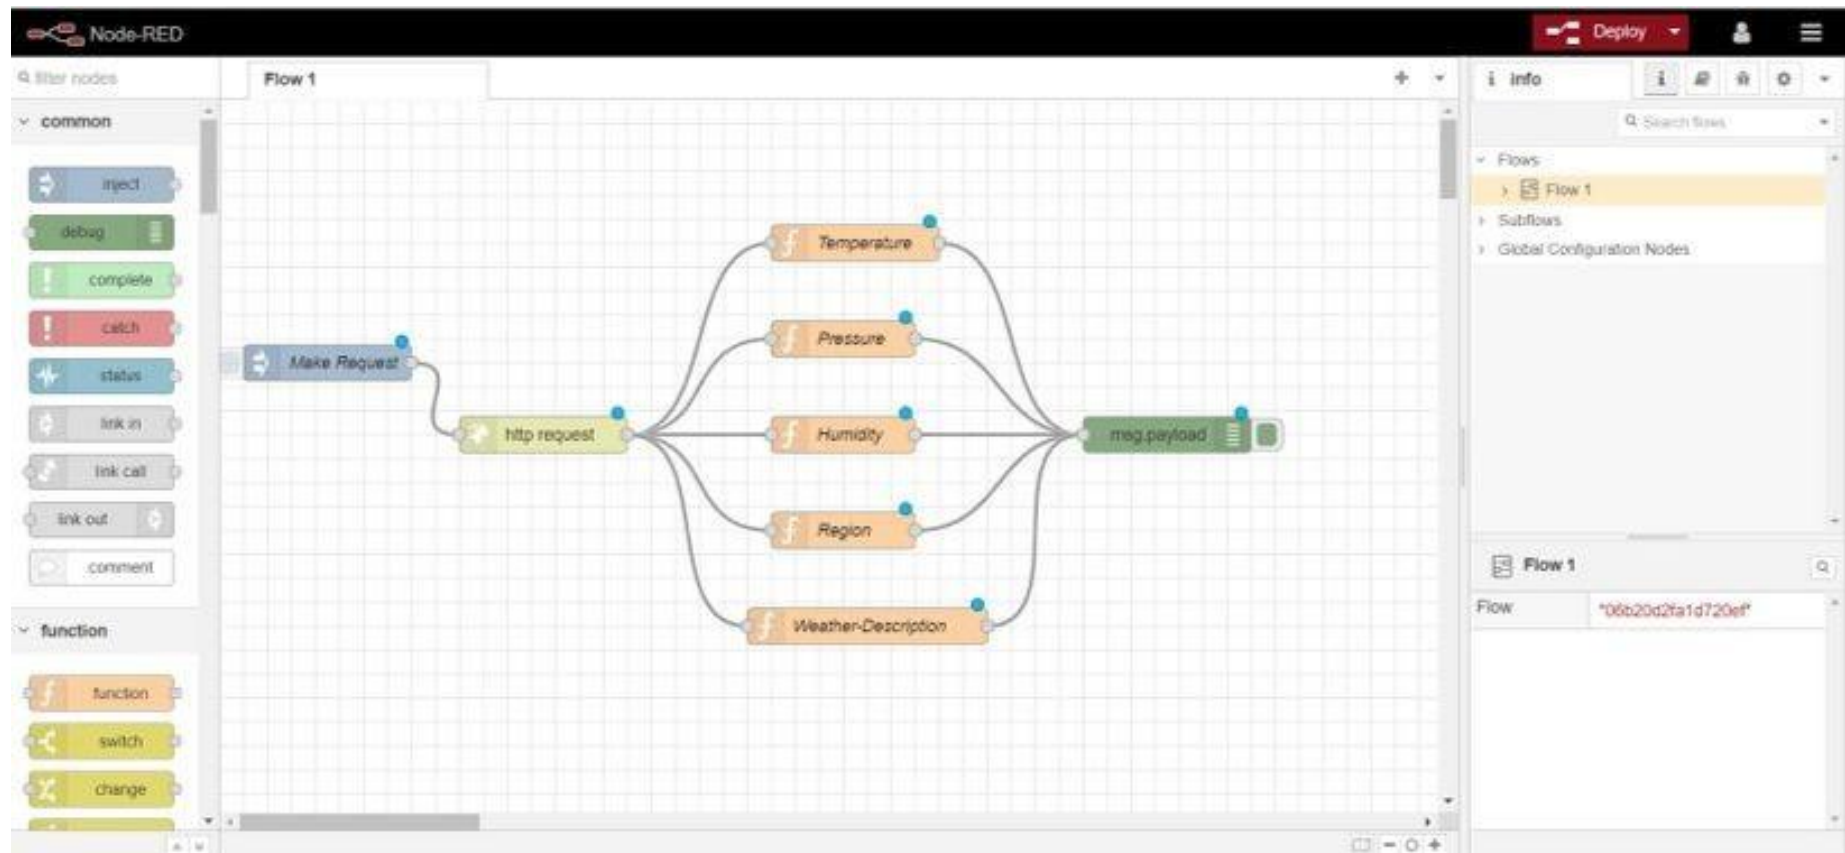 Node-RED
Deploy
filter nodes
Flow 1
i info
Search flows
common
inject
debug
complete
catch
status
link in
link call
link out
comment
function
function
switch
change
Make Request
http request
Temperature
Pressure
Humidity
Region
Weather-Description
msg.payload
Flows
Flow 1
Subflows
Global Configuration Nodes
Flow 1
Flow "06b20d2fa1d720ef"